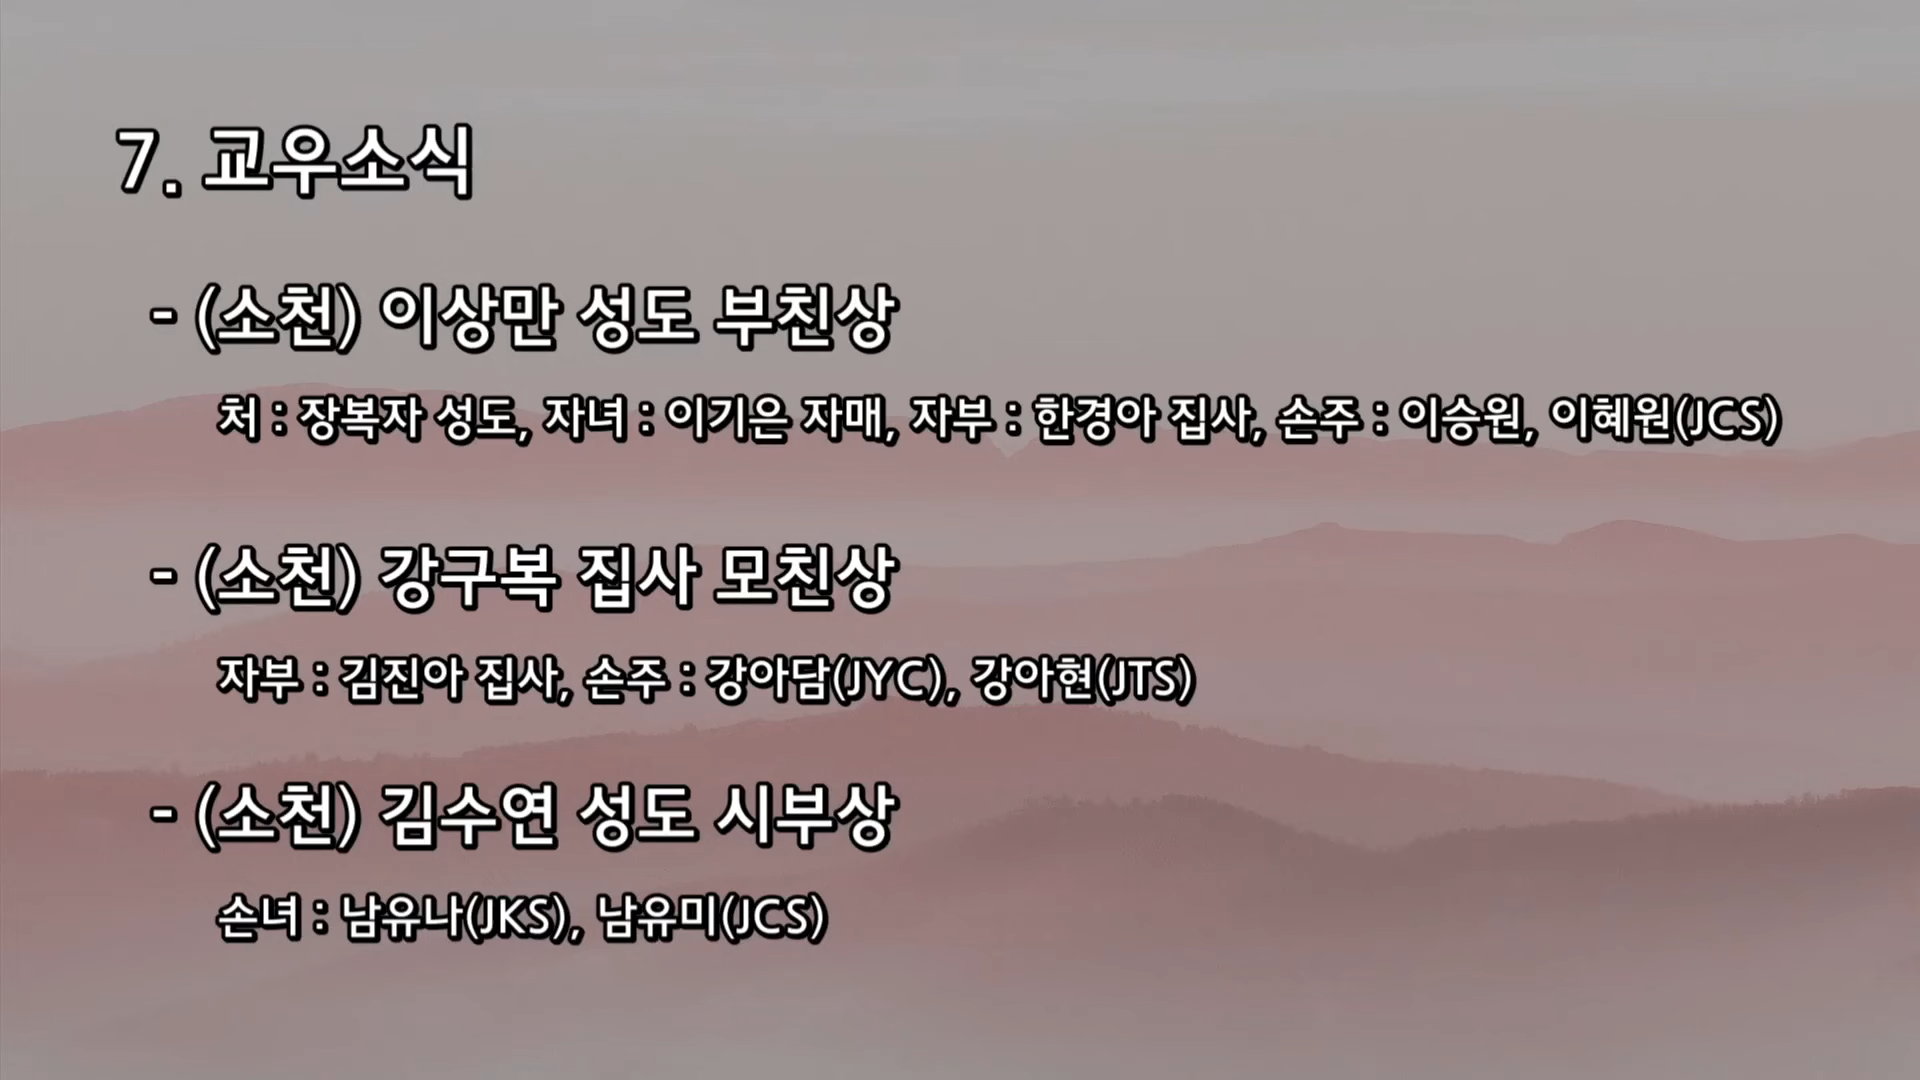 7. 교우소식
- (소천) 이상만 성도 부친상
처 : 장복자 성도, 자녀 : 이기은 자매, 자부 : 한경아 집사, 손주 : 이승원, 이혜원(JCS)
- (소천) 강구복 집사 모친상
자부 : 김진아 집사, 손주 : 강아담(JYC), 강아현(JTS)
- (소천) 김수연 성도 시부상
손녀 : 남유나(JKS), 남유미(JCS)